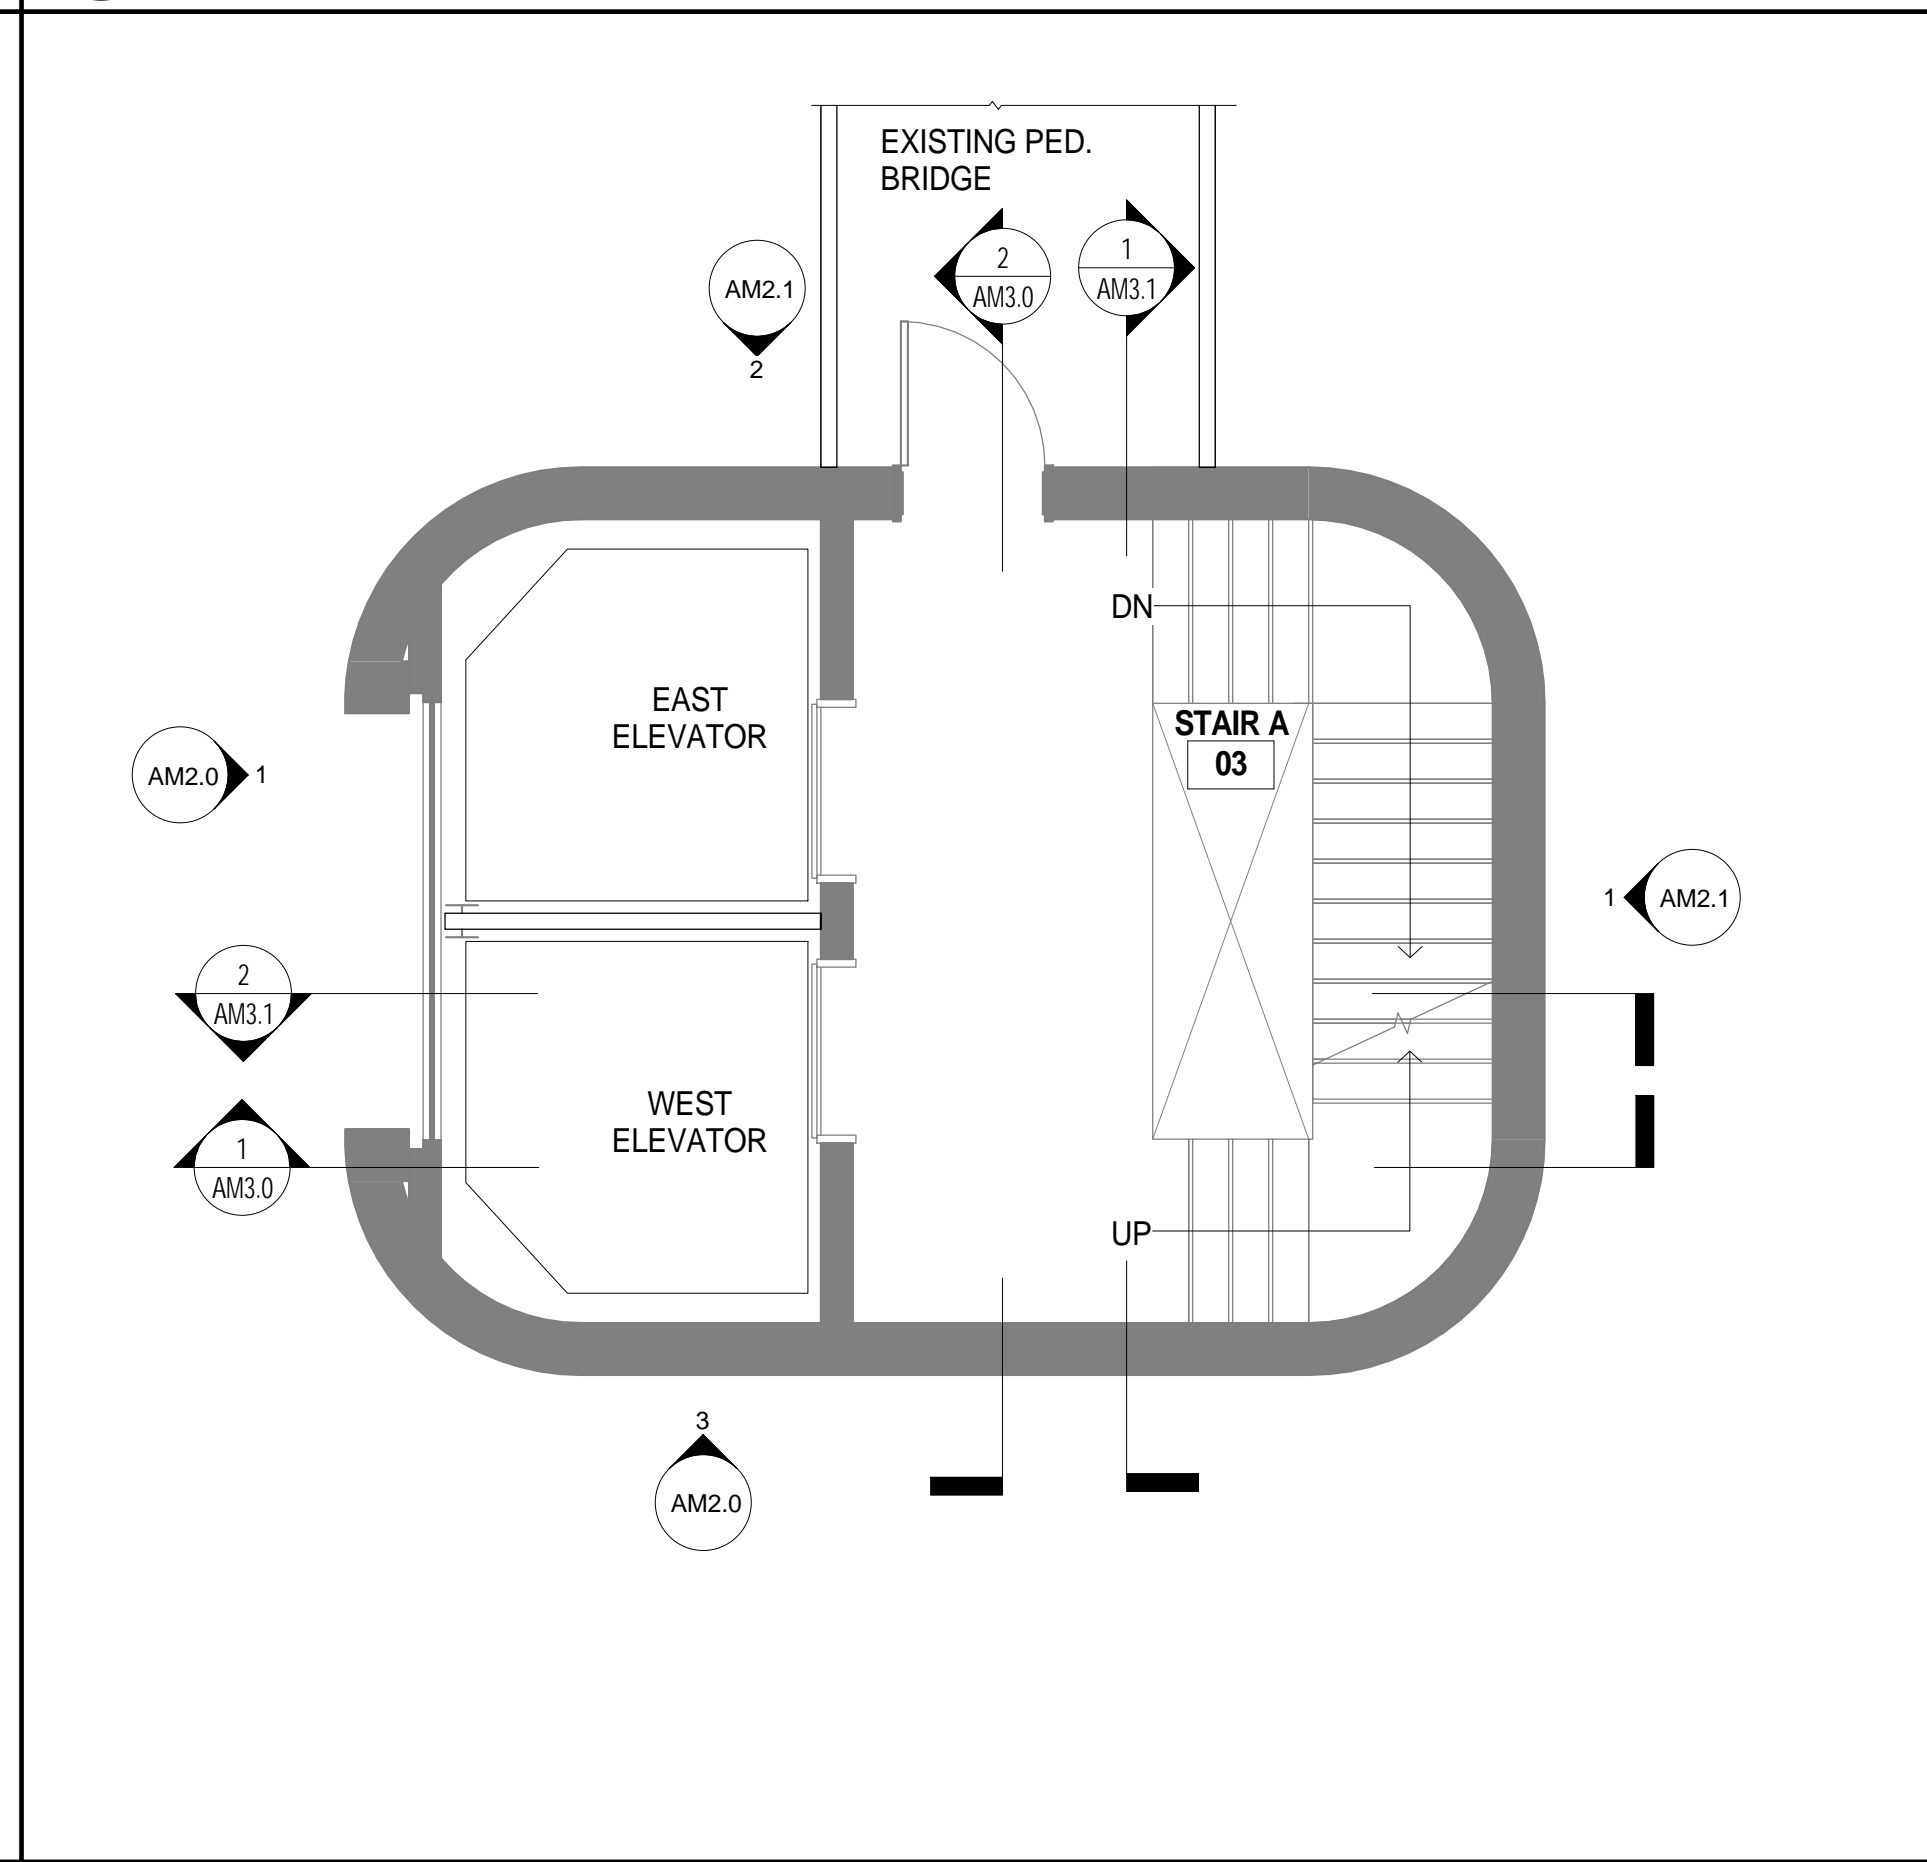 EXISTING PED.
BRIDGE
2
AM3.0
1
AM3.1
AM2.1
2
DN
EAST
ELEVATOR
STAIR A
03
AM2.0
1
1
AM2.1
2
AM3.1
1
AM3.0
WEST
ELEVATOR
UP
3
AM2.0